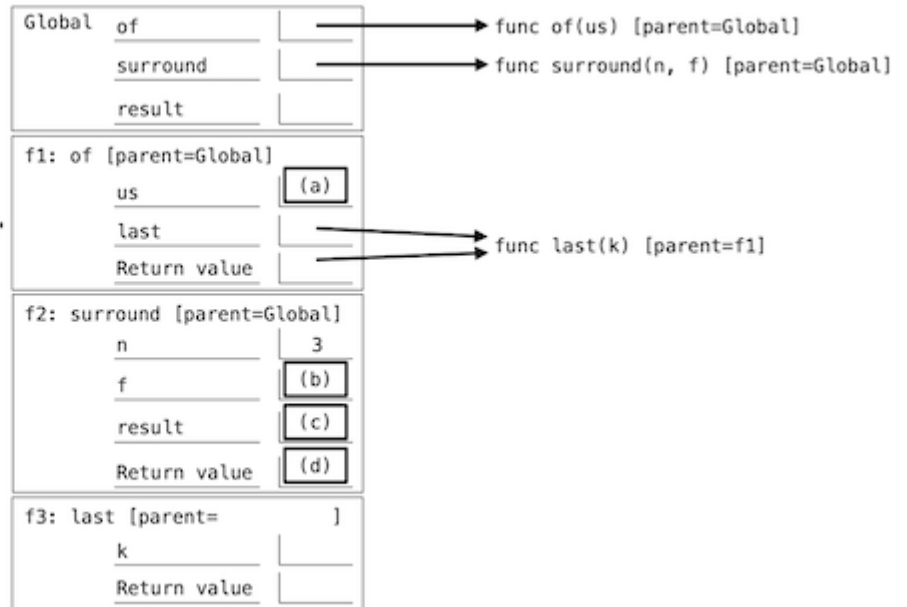 Global of func of(us) [parent=Global]
surround func surround(n, f) [parent=Global]
result
f1: of [parent=Global]
us (a)
last
func last(k) [parent=f1]
Return value
f2: surround [parent=Global]
n 3
f (b)
result (c)
Return value (d)
f3: last [parent= ]
k
Return value